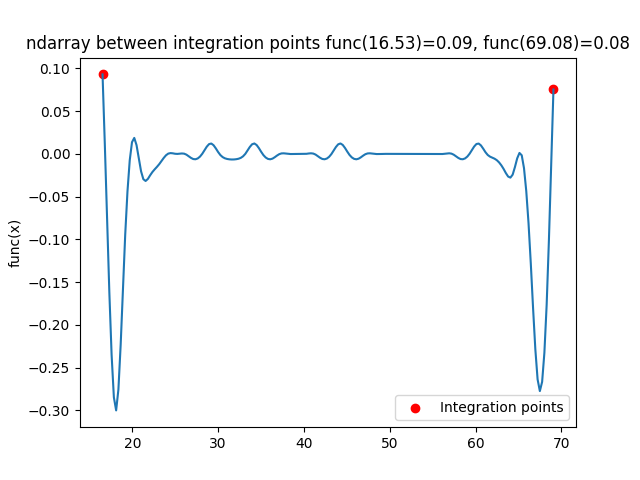 ndarray between integration points func(16.53)=0.09, func(69.08)=0.08
0.10
0.05
0.00
−0.05
−0.10
−0.15
−0.20
−0.25
−0.30
func(x)
Integration points
20 30 40 50 60 70